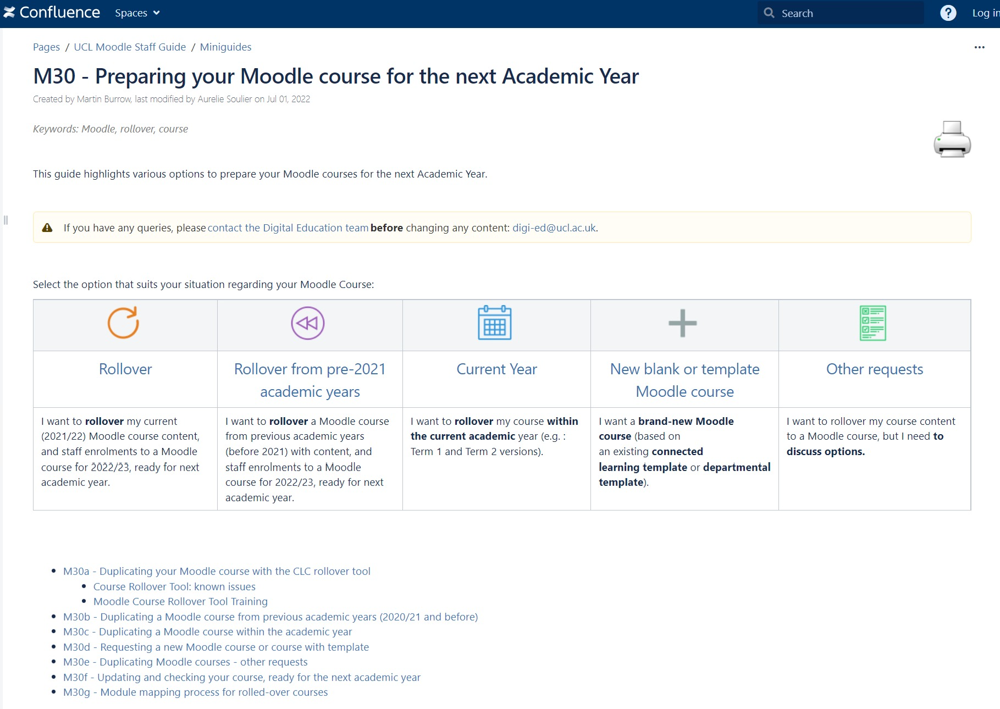 Confluence Spaces Search ? Log in
Pages / UCL Moodle Staff Guide / Miniguides
M30 - Preparing your Moodle course for the next Academic Year
Created by Martin Burrow, last modified by Aurelie Soulier on Jul 01, 2022
Keywords: Moodle, rollover, course
This guide highlights various options to prepare your Moodle courses for the next Academic Year.
If you have any queries, please contact the Digital Education team before changing any content: digi-ed@ucl.ac.uk.
Select the option that suits your situation regarding your Moodle Course:
Rollover
Rollover from pre-2021
academic years
Current Year
New blank or template
Moodle course
Other requests
I want to rollover my current
(2021/22) Moodle course content,
and staff enrolments to a Moodle
course for 2022/23, ready for next
academic year.
I want to rollover a Moodle course
from previous academic years
(before 2021) with content, and
staff enrolments to a Moodle
course for 2022/23, ready for next
academic year.
I want to rollover my course within
the current academic year (e.g. :
Term 1 and Term 2 versions).
I want a brand-new Moodle
course (based on
an existing connected
learning template or departmental
template).
I want to rollover my course content
to a Moodle course, but I need to
discuss options.
M30a - Duplicating your Moodle course with the CLC rollover tool
Course Rollover Tool: known issues
Moodle Course Rollover Tool Training
M30b - Duplicating a Moodle course from previous academic years (2020/21 and before)
M30c - Duplicating a Moodle course within the academic year
M30d - Requesting a new Moodle course or course with template
M30e - Duplicating Moodle courses - other requests
M30f - Updating and checking your course, ready for the next academic year
M30g - Module mapping process for rolled-over courses